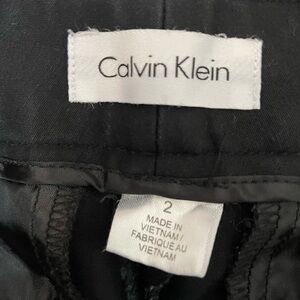 Calvin Klein
2
MADE IN
VIETNAM/
FABRIQUÉ AU
VIETNAM